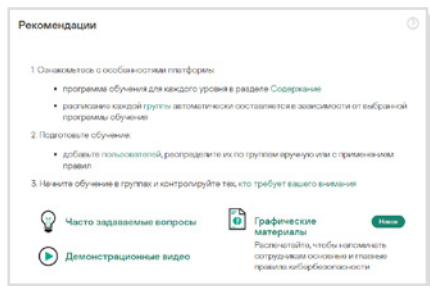 Рекомендации
1. Ознакомьтесь с особенностями платформы:
• программа обучения для каждого уровня в разделе Содержание
• расписание каждой группы автоматически составляется в зависимости от выбранной
программы обучение
2. Подготовьте обучение:
• добавьте пользователей, распределите их по группам вручную или с применением
правил
3. Начните обучение в группах и контролируйте тех, кто требует вашего внимания
Часто задаваемые вопросы
Демонстрационные видео
Графические
материалы
Новое
Распечатайте, чтобы напоминать
сотрудникам основные и главные
правила кибербезопасности